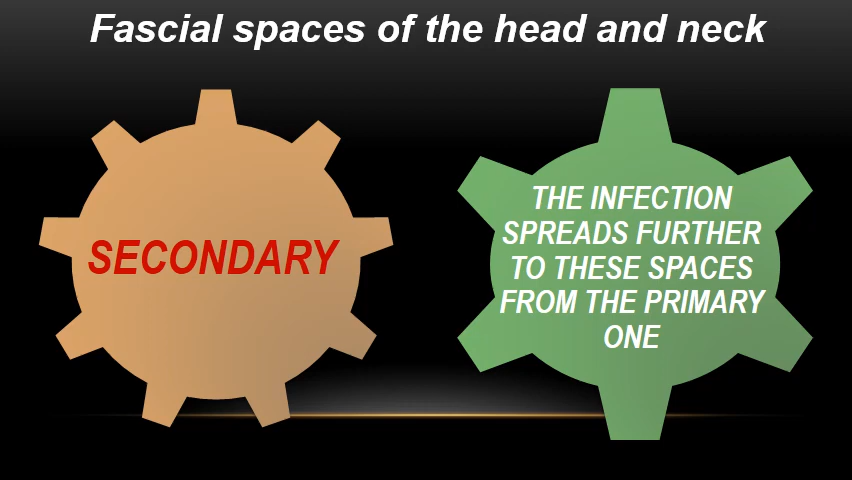 Fascial spaces of the head and neck
SECONDARY
THE INFECTION
SPREADS FURTHER
TO THESE SPACES
FROM THE PRIMARY
ONE